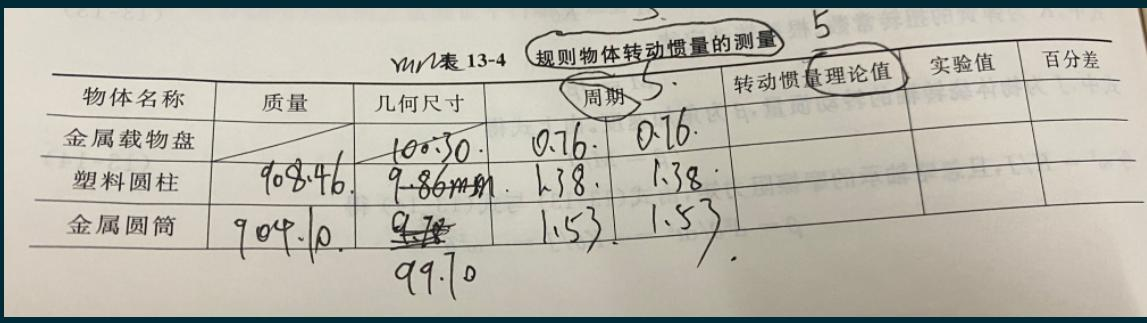 5
表 13-4 规则物体转动惯量的测量
5.
物体名称 质量 几何尺寸 周期 转动惯量理论值 实验值 百分差
金属载物盘 100.30. 0.76. 0.76.
塑料圆柱 908.46. 9.86mm. 1.38. 1.38.
金属圆筒 904.10. 1.53. 1.53.
99.70